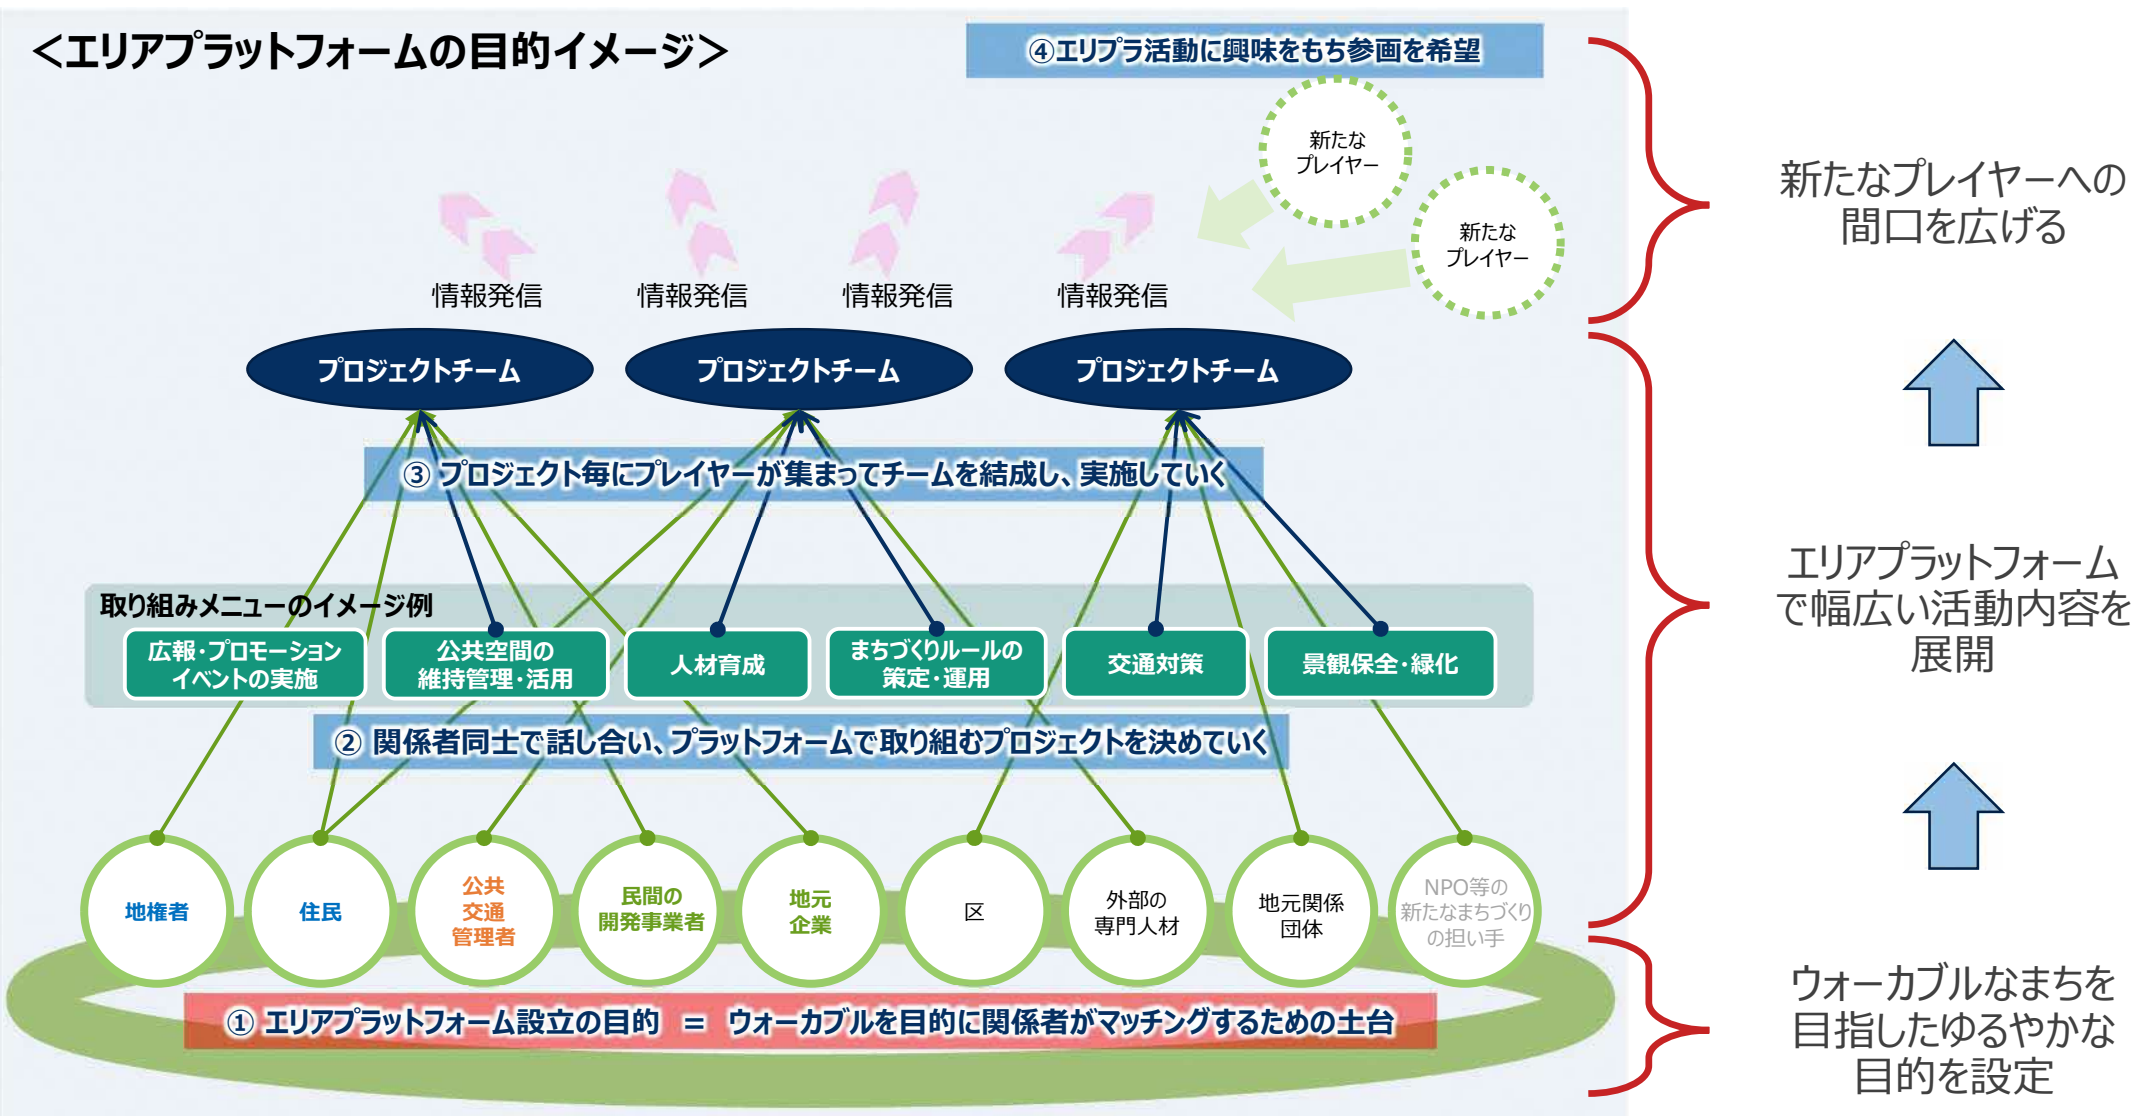 ＜エリアプラットフォームの目的イメージ＞
④エリプラ活動に興味をもち参画を希望
新たな
プレイヤー
新たな
プレイヤー
情報発信
情報発信
情報発信
情報発信
プロジェクトチーム
プロジェクトチーム
プロジェクトチーム
③ プロジェクト毎にプレイヤーが集まってチームを結成し、実施していく
取り組みメニューのイメージ例
広報・プロモーション
イベントの実施
公共空間の
維持管理・活用
人材育成
まちづくりルールの
策定・運用
交通対策
景観保全・緑化
② 関係者同士で話し合い、プラットフォームで取り組むプロジェクトを決めていく
地権者
住民
公共
交通
管理者
民間の
開発事業者
地元
企業
区
外部の
専門人材
地元関係
団体
NPO等の
新たなまちづくり
の担い手
① エリアプラットフォーム設立の目的 ＝ ウォーカブルを目的に関係者がマッチングするための土台
新たなプレイヤーへの
間口を広げる
エリアプラットフォーム
で幅広い活動内容を
展開
ウォーカブルなまちを
目指したゆるやかな
目的を設定